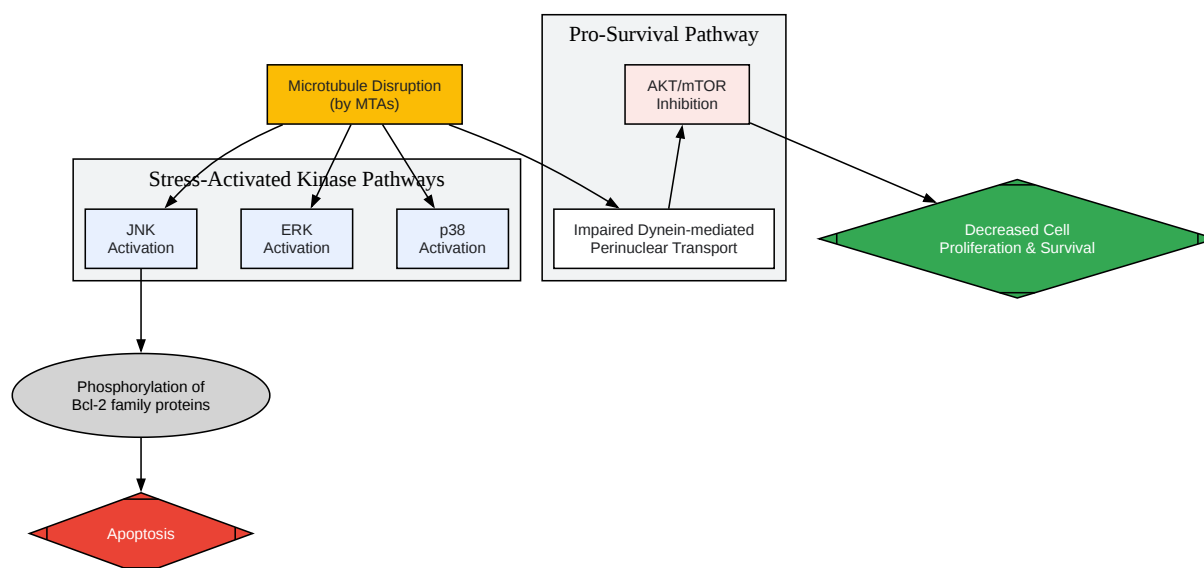 Pro-Survival Pathway
Microtubule Disruption
(by MTAs)
AKT/mTOR
Inhibition
Stress-Activated Kinase Pathways
JNK
Activation
ERK
Activation
p38
Activation
Impaired Dynein-mediated
Perinuclear Transport
Decreased Cell
Proliferation & Survival
Phosphorylation of
Bcl-2 family proteins
Apoptosis